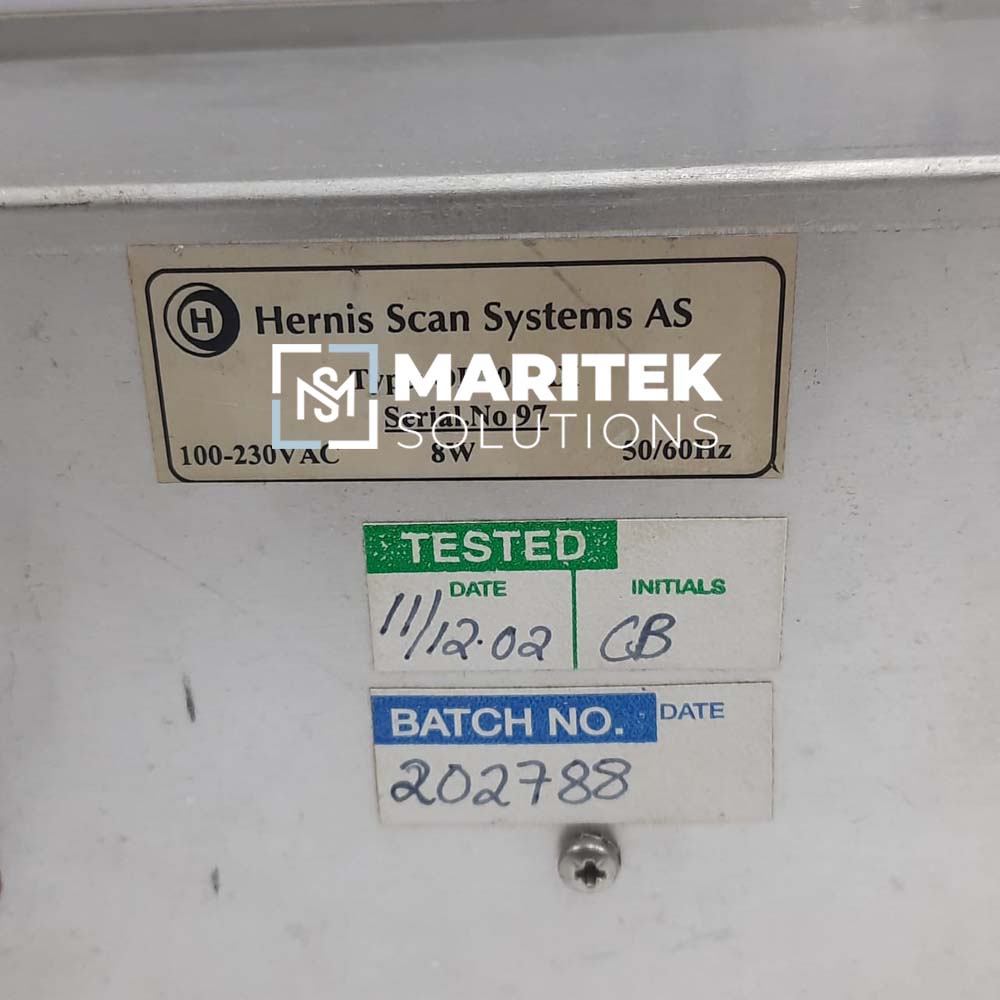 H Hernis Scan Systems AS
MARITEK
SOLUTIONS
Serial.No 97
100-230VAC 8W 50/60Hz
TESTED
DATE INITIALS
11/12.02 CB
BATCH NO. DATE
202788